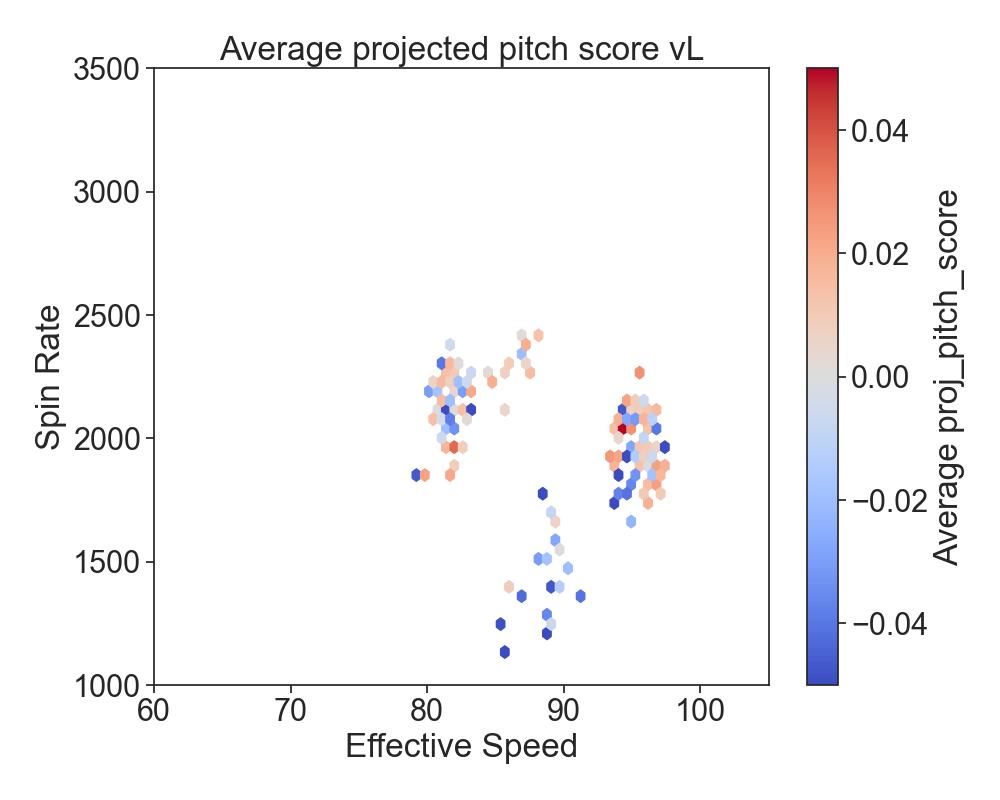 Average projected pitch score vL
3500
3000
2500
2000
1500
1000
Spin Rate
60 70 80 90 100
Effective Speed
0.04
0.02
0.00
−0.02
−0.04
Average proj_pitch_score